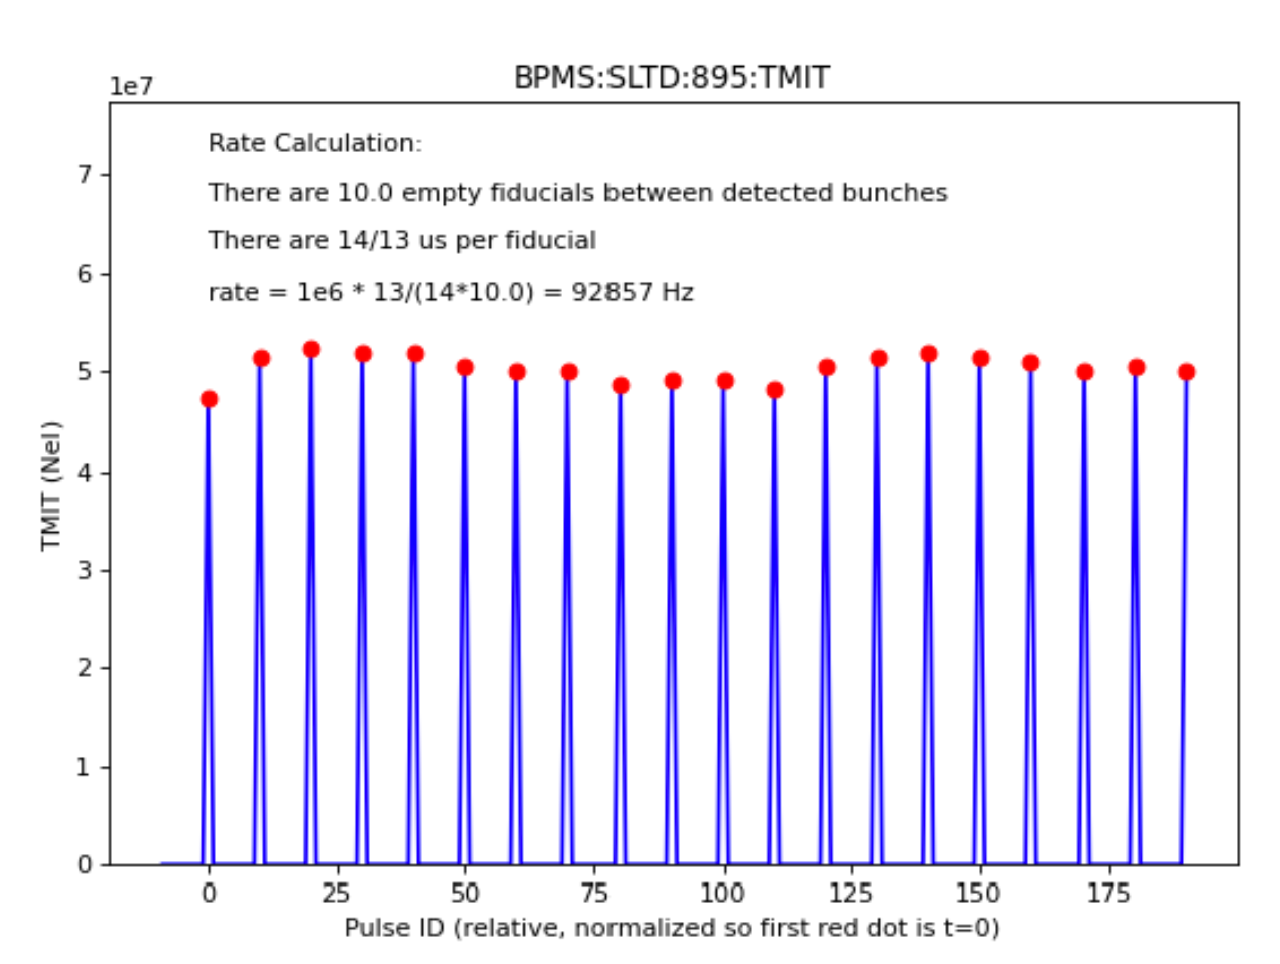 BPMS:SLTD:895:TMIT
1e7
Rate Calculation:
There are 10.0 empty fiducials between detected bunches
There are 14/13 us per fiducial
rate = 1e6 * 13/(14*10.0) = 92857 Hz
7
6
5
4
3
2
1
0
TMIT (Nel)
0 25 50 75 100 125 150 175
Pulse ID (relative, normalized so first red dot is t=0)